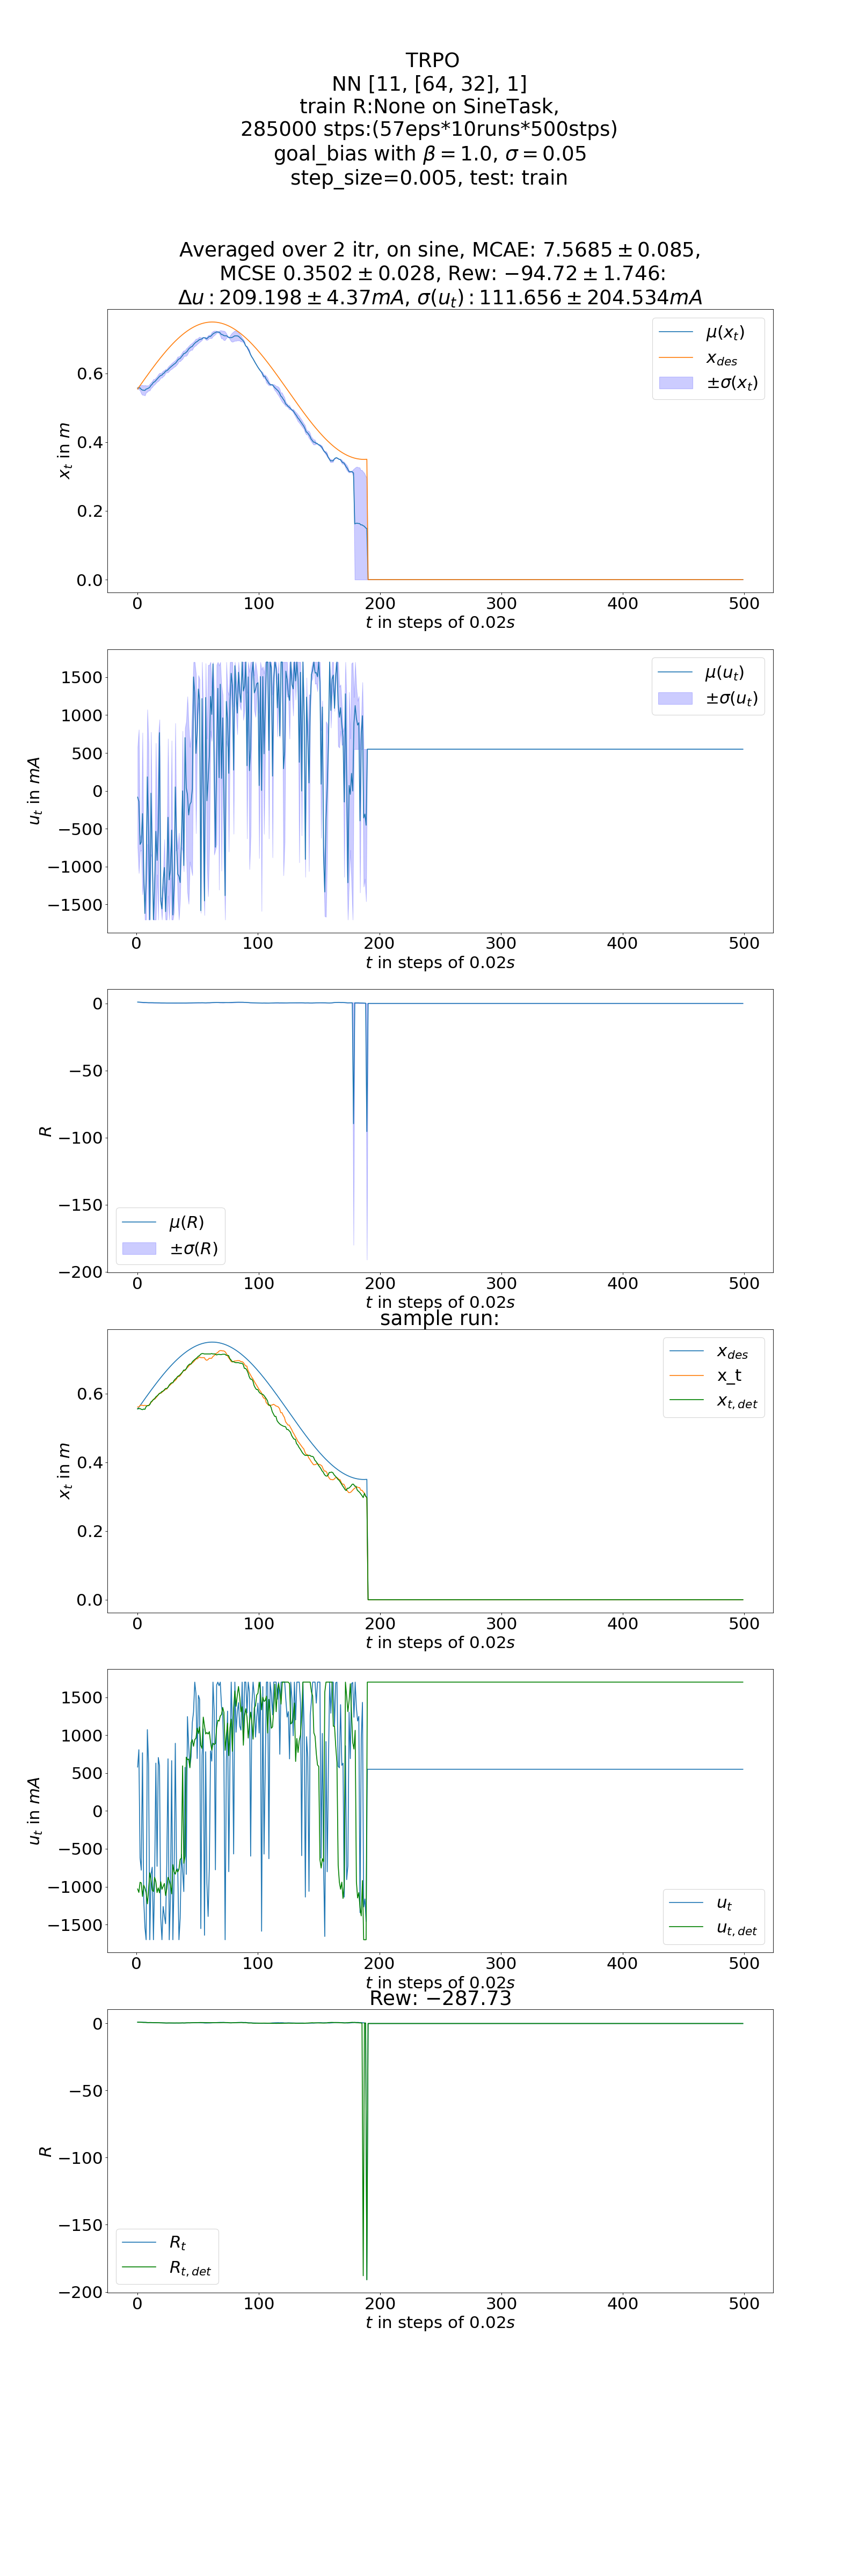 TRPO
NN [11, [64, 32], 1]
train R:None on SineTask,
285000 stps:(57eps*10runs*500stps)
goal_bias with β = 1.0, σ = 0.05
step_size=0.005, test: train
Averaged over 2 itr, on sine, MCAE: 7.5685 ± 0.085,
MCSE 0.3502 ± 0.028, Rew: −94.72 ± 1.746:
Δu : 209.198 ± 4.37mA, σ(u_t) : 111.656 ± 204.534mA
μ(x_t)
x_des
±σ(x_t)
x_t in m
0.6
0.4
0.2
0.0
0 100 200 300 400 500
t in steps of 0.02s
μ(u_t)
±σ(u_t)
u_t in mA
1500
1000
500
0
−500
−1000
−1500
0 100 200 300 400 500
t in steps of 0.02s
R
0
−50
−100
−150
−200
μ(R)
±σ(R)
0 100 200 300 400 500
t in steps of 0.02s
sample run:
x_des
x_t
x_t,det
x_t in m
0.6
0.4
0.2
0.0
0 100 200 300 400 500
t in steps of 0.02s
u_t in mA
1500
1000
500
0
−500
−1000
−1500
u_t
u_t,det
0 100 200 300 400 500
t in steps of 0.02s
Rew: −287.73
R
0
−50
−100
−150
−200
R_t
R_t,det
0 100 200 300 400 500
t in steps of 0.02s